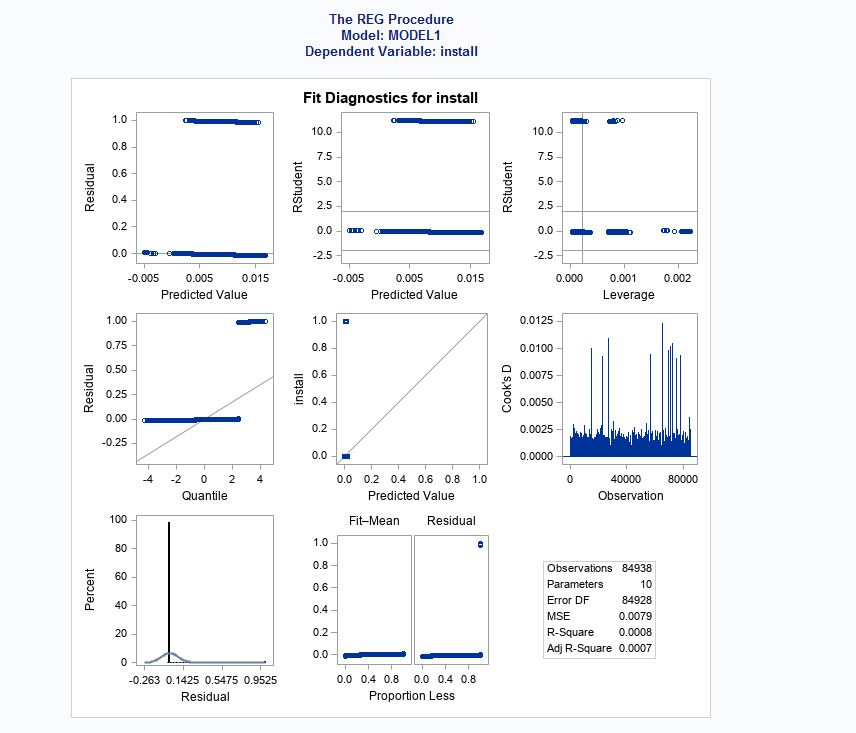 The REG Procedure
Model: MODEL1
Dependent Variable: install
Fit Diagnostics for install
Residual
1.0
0.8
0.6
0.4
0.2
0.0
-0.005 0.005 0.015
Predicted Value
RStudent
10.0
7.5
5.0
2.5
0.0
-2.5
-0.005 0.005 0.015
Predicted Value
RStudent
10.0
7.5
5.0
2.5
0.0
-2.5
0.000 0.001 0.002
Leverage
Residual
1.00
0.75
0.50
0.25
0.00
-0.25
-4 -2 0 2 4
Quantile
install
1.0
0.8
0.6
0.4
0.2
0.0
0.0 0.2 0.4 0.6 0.8 1.0
Predicted Value
Cook's D
0.0125
0.0100
0.0075
0.0050
0.0025
0.0000
0 40000 80000
Observation
Percent
100
80
60
40
20
0
-0.263 0.1425 0.5475 0.9525
Residual
Fit–Mean Residual
1.0
0.8
0.6
0.4
0.2
0.0
0.0 0.4 0.8 0.0 0.4 0.8
Proportion Less
Observations 84938
Parameters 10
Error DF 84928
MSE 0.0079
R-Square 0.0008
Adj R-Square 0.0007